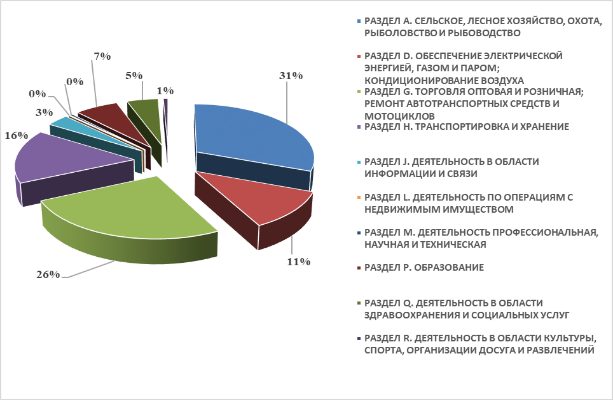 7%
0%
0%
3%
16%
5%
1%
31%
11%
26%
РАЗДЕЛ A. СЕЛЬСКОЕ, ЛЕСНОЕ ХОЗЯЙСТВО, ОХОТА,
РЫБОЛОВСТВО И РЫБОВОДСТВО
РАЗДЕЛ D. ОБЕСПЕЧЕНИЕ ЭЛЕКТРИЧЕСКОЙ
ЭНЕРГИЕЙ, ГАЗОМ И ПАРОМ;
КОНДИЦИОНИРОВАНИЕ ВОЗДУХА
РАЗДЕЛ G. ТОРГОВЛЯ ОПТОВАЯ И РОЗНИЧНАЯ;
РЕМОНТ АВТОТРАНСПОРТНЫХ СРЕДСТВ И
МОТОЦИКЛОВ
РАЗДЕЛ H. ТРАНСПОРТИРОВКА И ХРАНЕНИЕ
РАЗДЕЛ J. ДЕЯТЕЛЬНОСТЬ В ОБЛАСТИ
ИНФОРМАЦИИ И СВЯЗИ
РАЗДЕЛ L. ДЕЯТЕЛЬНОСТЬ ПО ОПЕРАЦИЯМ С
НЕДВИЖИМЫМ ИМУЩЕСТВОМ
РАЗДЕЛ M. ДЕЯТЕЛЬНОСТЬ ПРОФЕССИОНАЛЬНАЯ,
НАУЧНАЯ И ТЕХНИЧЕСКАЯ
РАЗДЕЛ P. ОБРАЗОВАНИЕ
РАЗДЕЛ Q. ДЕЯТЕЛЬНОСТЬ В ОБЛАСТИ
ЗДРАВООХРАНЕНИЯ И СОЦИАЛЬНЫХ УСЛУГ
РАЗДЕЛ R. ДЕЯТЕЛЬНОСТЬ В ОБЛАСТИ КУЛЬТУРЫ,
СПОРТА, ОРГАНИЗАЦИИ ДОСУГА И РАЗВЛЕЧЕНИЙ